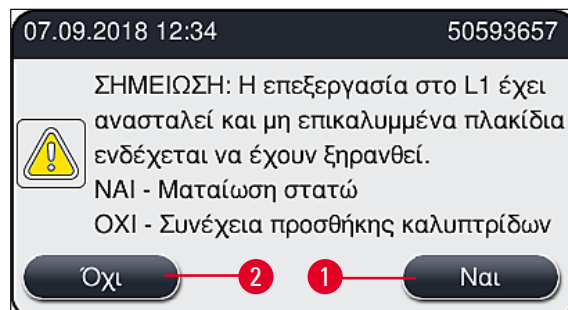 07.09.2018 12:34 50593657
ΣΗΜΕΙΩΣΗ: Η επεξεργασία στο L1 έχει
ανασταλεί και μη επικαλυμμένα πλακίδια
ενδέχεται να έχουν ξηρανθεί.
ΝΑΙ - Ματαίωση στατώ
ΟΧΙ - Συνέχεια προσθήκης καλυπτρίδων
Όχι 2 1 Ναι